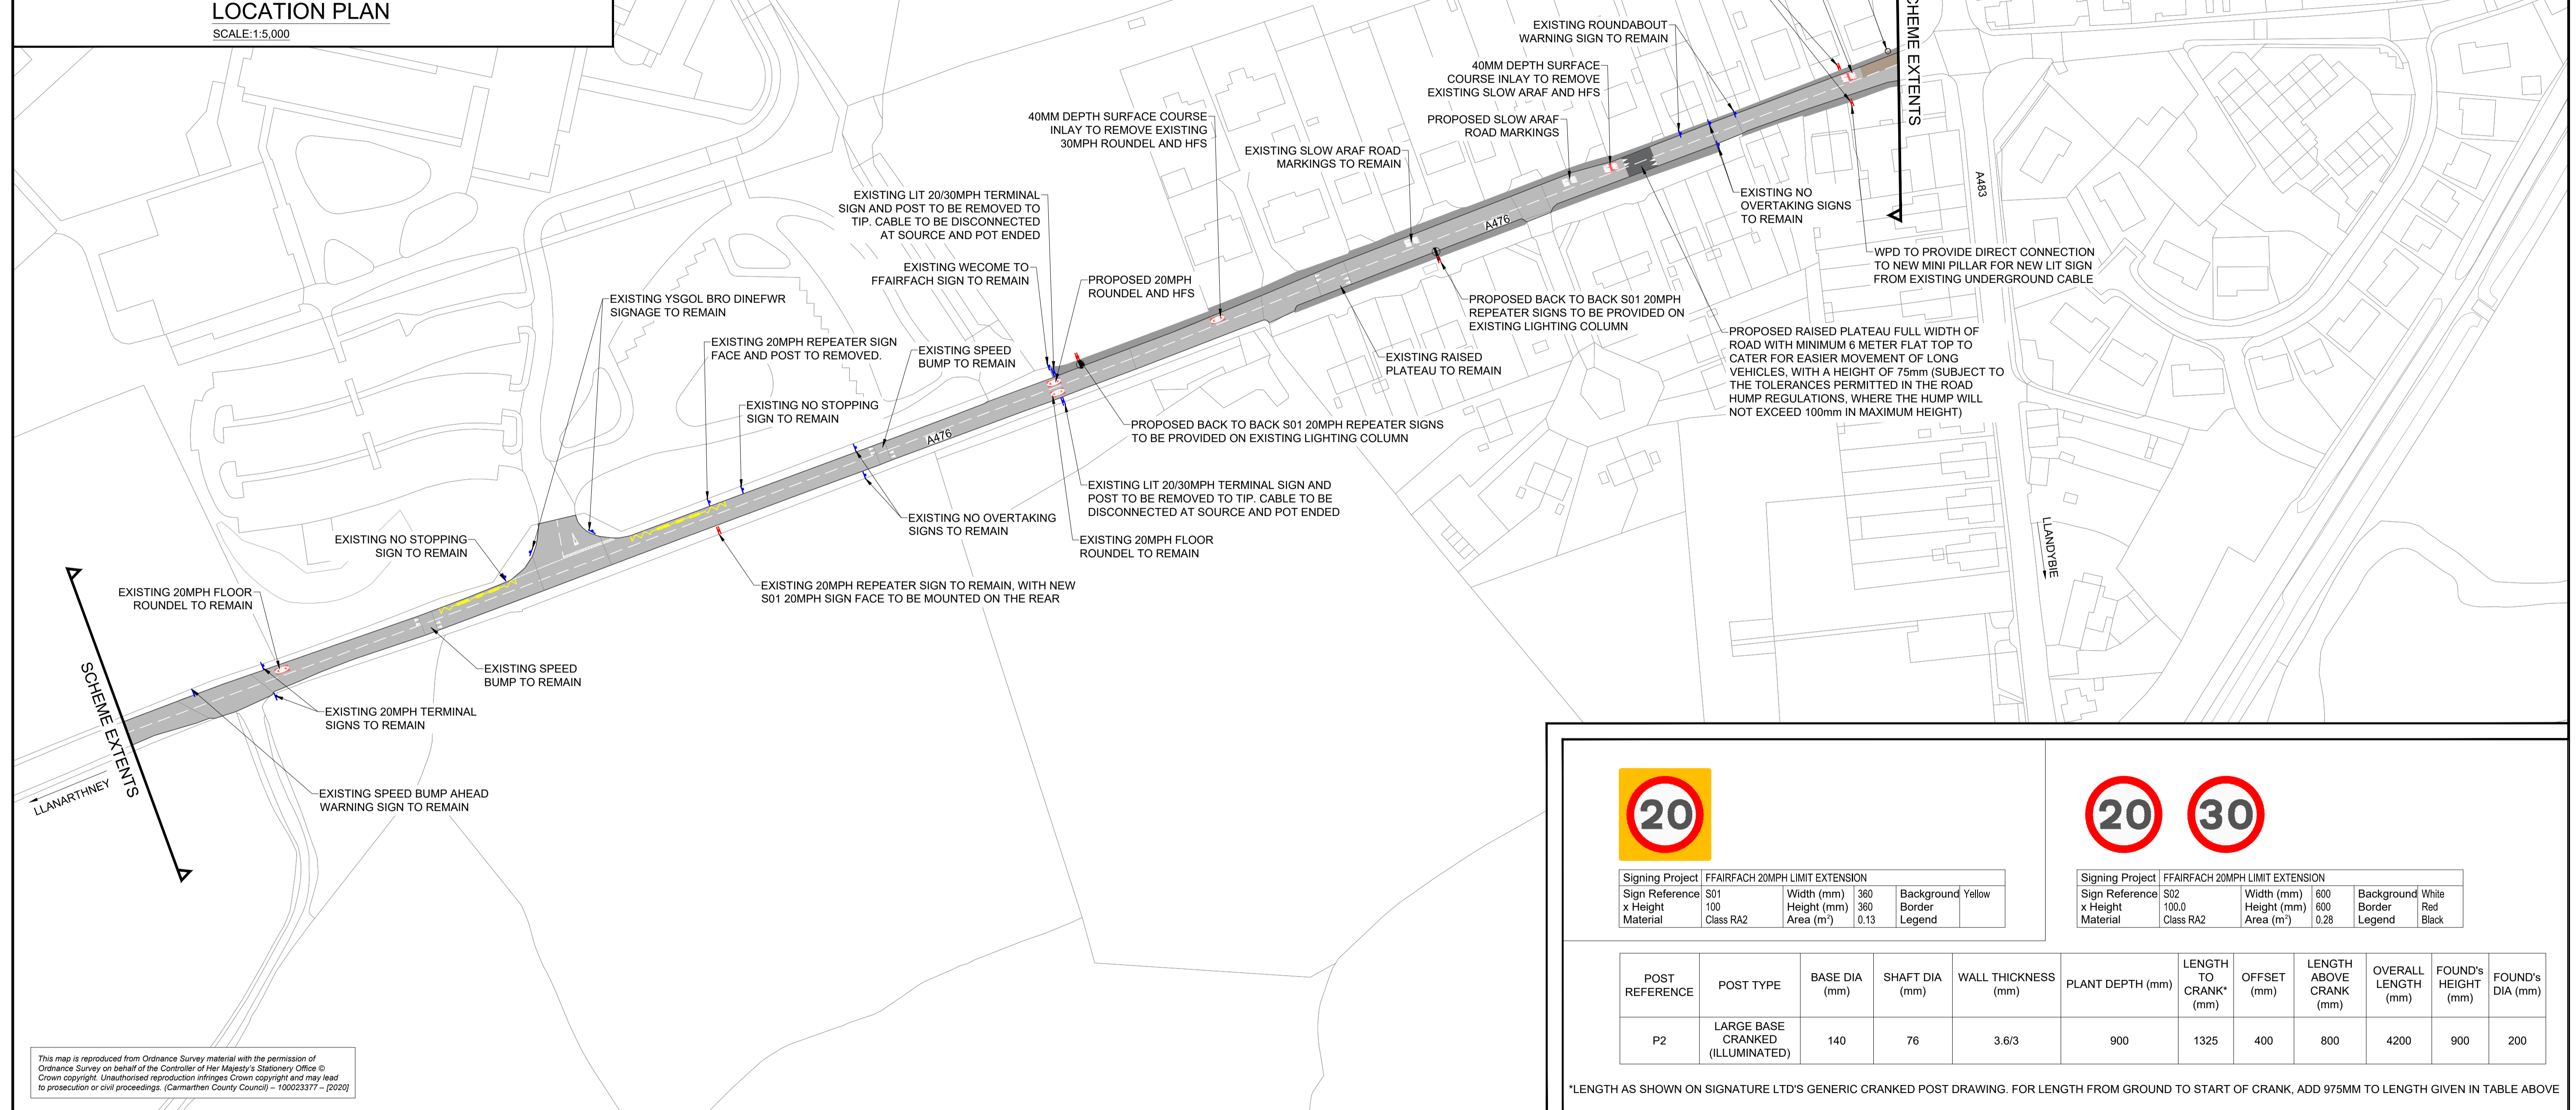 LOCATION PLAN
SCALE:1:5,000
EXISTING ROUNDABOUT
WARNING SIGN TO REMAIN
40MM DEPTH SURFACE
COURSE INLAY TO REMOVE
EXISTING SLOW ARAF AND HFS
PROPOSED SLOW ARAF
ROAD MARKINGS
40MM DEPTH SURFACE COURSE
INLAY TO REMOVE EXISTING
30MPH ROUNDEL AND HFS
EXISTING SLOW ARAF ROAD
MARKINGS TO REMAIN
EXISTING LIT 20/30MPH TERMINAL
SIGN AND POST TO BE REMOVED TO
TIP. CABLE TO BE DISCONNECTED
AT SOURCE AND POT ENDED
EXISTING WECOME TO
FFAIRFACH SIGN TO REMAIN
PROPOSED 20MPH
ROUNDEL AND HFS
EXISTING YSGOL BRO DINEFWR
SIGNAGE TO REMAIN
EXISTING 20MPH REPEATER SIGN
FACE AND POST TO REMOVED.
EXISTING SPEED
BUMP TO REMAIN
EXISTING NO STOPPING
SIGN TO REMAIN
A476
A476
SCHEME EXTENTS
A483
EXISTING NO
OVERTAKING SIGNS
TO REMAIN
WPD TO PROVIDE DIRECT CONNECTION
TO NEW MINI PILLAR FOR NEW LIT SIGN
FROM EXISTING UNDERGROUND CABLE
PROPOSED BACK TO BACK S01 20MPH
REPEATER SIGNS TO BE PROVIDED ON
EXISTING LIGHTING COLUMN
EXISTING RAISED
PLATEAU TO REMAIN
PROPOSED RAISED PLATEAU FULL WIDTH OF
ROAD WITH MINIMUM 6 METER FLAT TOP TO
CATER FOR EASIER MOVEMENT OF LONG
VEHICLES, WITH A HEIGHT OF 75mm (SUBJECT TO
THE TOLERANCES PERMITTED IN THE ROAD
HUMP REGULATIONS, WHERE THE HUMP WILL
NOT EXCEED 100mm IN MAXIMUM HEIGHT)
PROPOSED BACK TO BACK S01 20MPH REPEATER SIGNS
TO BE PROVIDED ON EXISTING LIGHTING COLUMN
EXISTING LIT 20/30MPH TERMINAL SIGN AND
POST TO BE REMOVED TO TIP. CABLE TO BE
DISCONNECTED AT SOURCE AND POT ENDED
EXISTING NO OVERTAKING
SIGNS TO REMAIN
EXISTING 20MPH FLOOR
ROUNDEL TO REMAIN
EXISTING NO STOPPING
SIGN TO REMAIN
EXISTING 20MPH REPEATER SIGN TO REMAIN, WITH NEW
S01 20MPH SIGN FACE TO BE MOUNTED ON THE REAR
LLANDYBIE
EXISTING 20MPH FLOOR
ROUNDEL TO REMAIN
EXISTING SPEED
BUMP TO REMAIN
SCHEME EXTENTS
EXISTING 20MPH TERMINAL
SIGNS TO REMAIN
EXISTING SPEED BUMP AHEAD
WARNING SIGN TO REMAIN
LLANARTHNEY
This map is reproduced from Ordnance Survey material with the permission of
Ordnance Survey on behalf of the Controller of Her Majesty's Stationery Office ©
Crown copyright. Unauthorised reproduction infringes Crown copyright and may lead
to prosecution or civil proceedings. (Carmarthen County Council) – 100023377 – [2020]
20
Signing Project FFAIRFACH 20MPH LIMIT EXTENSION
Sign Reference S01 Width (mm) 360 Background Yellow
x Height 100 Height (mm) 360 Border
Material Class RA2 Area (m²) 0.13 Legend
20 30
Signing Project FFAIRFACH 20MPH LIMIT EXTENSION
Sign Reference S02 Width (mm) 600 Background White
x Height 100.0 Height (mm) 600 Border Red
Material Class RA2 Area (m²) 0.28 Legend Black
POST REFERENCE POST TYPE BASE DIA (mm) SHAFT DIA (mm) WALL THICKNESS (mm) PLANT DEPTH (mm) LENGTH TO CRANK* (mm) OFFSET (mm) LENGTH ABOVE CRANK (mm) OVERALL LENGTH (mm) FOUND's HEIGHT (mm) FOUND's DIA (mm)
P2 LARGE BASE CRANKED (ILLUMINATED) 140 76 3.6/3 900 1325 400 800 4200 900 200
*LENGTH AS SHOWN ON SIGNATURE LTD'S GENERIC CRANKED POST DRAWING. FOR LENGTH FROM GROUND TO START OF CRANK, ADD 975MM TO LENGTH GIVEN IN TABLE ABOVE